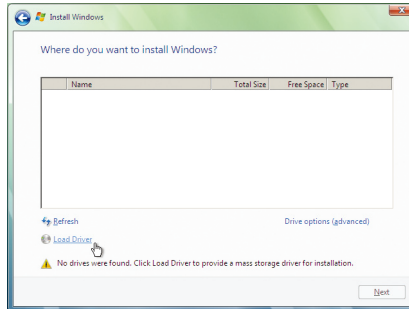 Install Windows
Where do you want to install Windows?
Name Total Size Free Space Type
Refresh Drive options (advanced)
Load Driver
No drives were found. Click Load Driver to provide a mass storage driver for installation.
Next